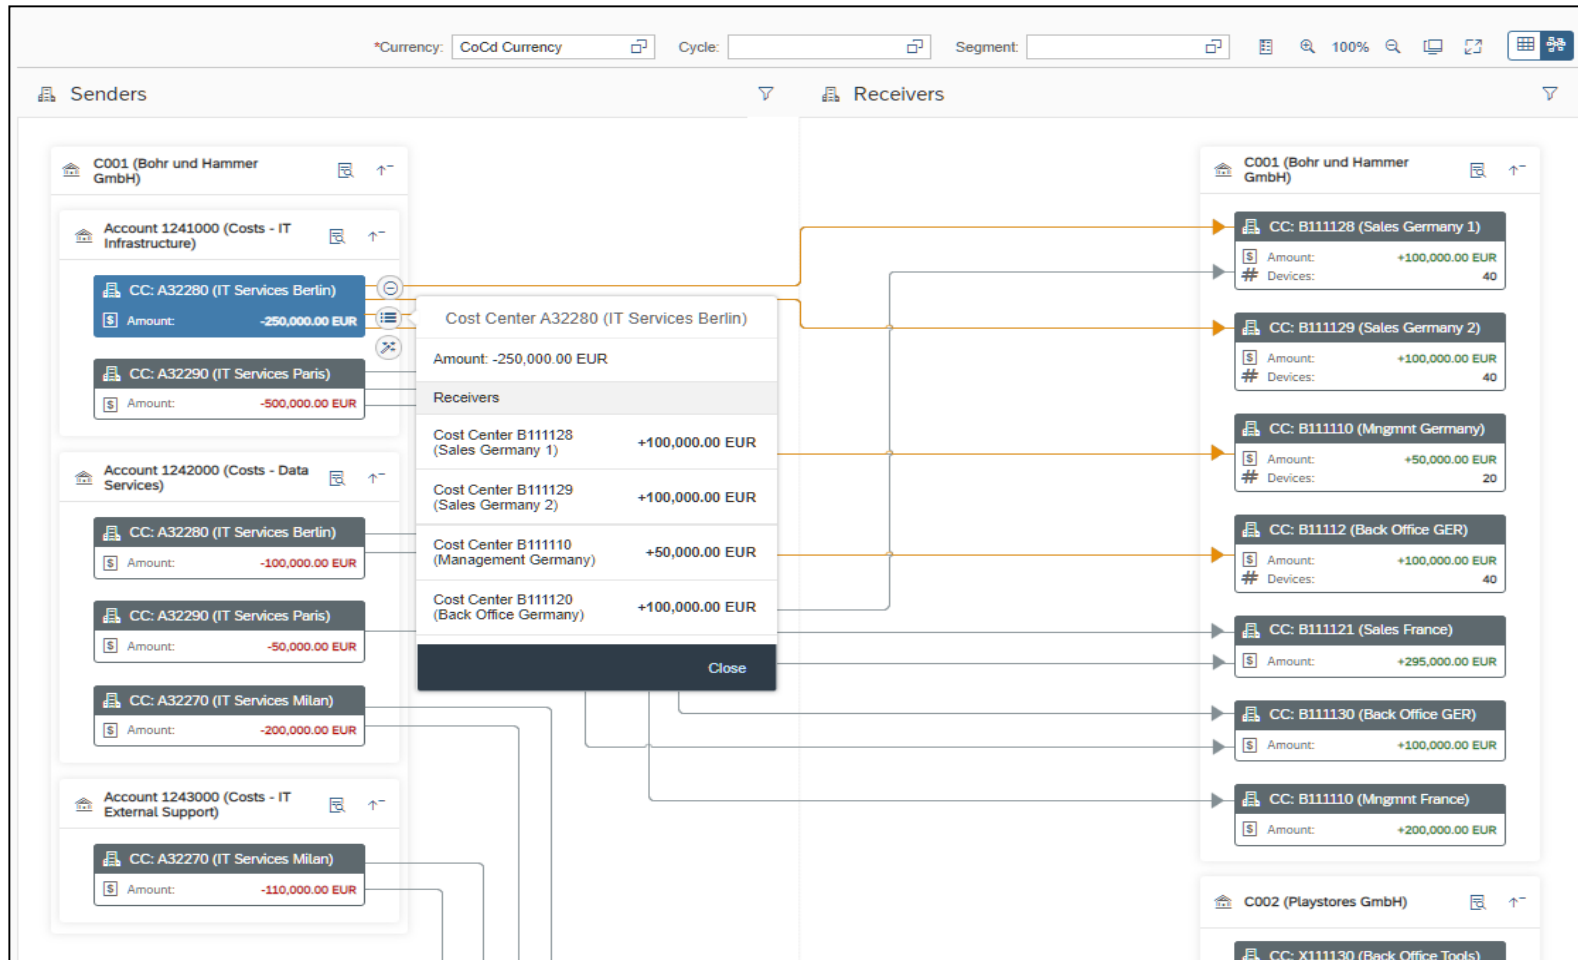 *Currency: CoCd Currency Cycle: Segment: 100%
Senders
Receivers
C001 (Bohr und Hammer
GmbH)
Account 1241000 (Costs - IT
Infrastructure)
CC: A32280 (IT Services Berlin)
Amount: -250,000.00 EUR
CC: A32290 (IT Services Paris)
Amount: -500,000.00 EUR
Account 1242000 (Costs - Data
Services)
CC: A32280 (IT Services Berlin)
Amount: -100,000.00 EUR
CC: A32290 (IT Services Paris)
Amount: -50,000.00 EUR
CC: A32270 (IT Services Milan)
Amount: -200,000.00 EUR
Account 1243000 (Costs - IT
External Support)
CC: A32270 (IT Services Milan)
Amount: -110,000.00 EUR
Cost Center A32280 (IT Services Berlin)
Amount: -250,000.00 EUR
Receivers
Cost Center B111128
(Sales Germany 1)
+100,000.00 EUR
Cost Center B111129
(Sales Germany 2)
+100,000.00 EUR
Cost Center B111110
(Management Germany)
+50,000.00 EUR
Cost Center B111120
(Back Office Germany)
+100,000.00 EUR
Close
C001 (Bohr und Hammer
GmbH)
CC: B111128 (Sales Germany 1)
Amount: +100,000.00 EUR
Devices: 40
CC: B111129 (Sales Germany 2)
Amount: +100,000.00 EUR
Devices: 40
CC: B111110 (Mngmnt Germany)
Amount: +50,000.00 EUR
Devices: 20
CC: B11112 (Back Office GER)
Amount: +100,000.00 EUR
Devices: 40
CC: B111121 (Sales France)
Amount: +295,000.00 EUR
CC: B111130 (Back Office GER)
Amount: +100,000.00 EUR
CC: B111110 (Mngmnt France)
Amount: +200,000.00 EUR
C002 (Playstores GmbH)
CC: X111130 (Back Office Tools)